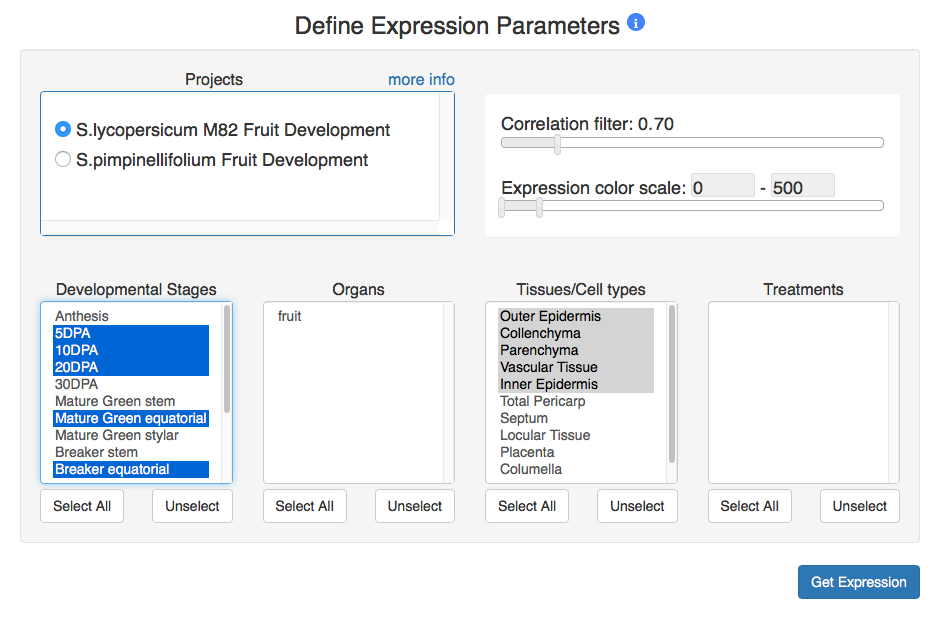 Define Expression Parameters i
Projects more info
S.lycopersicum M82 Fruit Development
S.pimpinellifolium Fruit Development
Correlation filter: 0.70
Expression color scale: 0 - 500
Developmental Stages
Anthesis
5DPA
10DPA
20DPA
30DPA
Mature Green stem
Mature Green equatorial
Mature Green stylar
Breaker stem
Breaker equatorial
Select All Unselect
Organs
fruit
Select All Unselect
Tissues/Cell types
Outer Epidermis
Collenchyma
Parenchyma
Vascular Tissue
Inner Epidermis
Total Pericarp
Septum
Locular Tissue
Placenta
Columella
Select All Unselect
Treatments
Select All Unselect
Get Expression